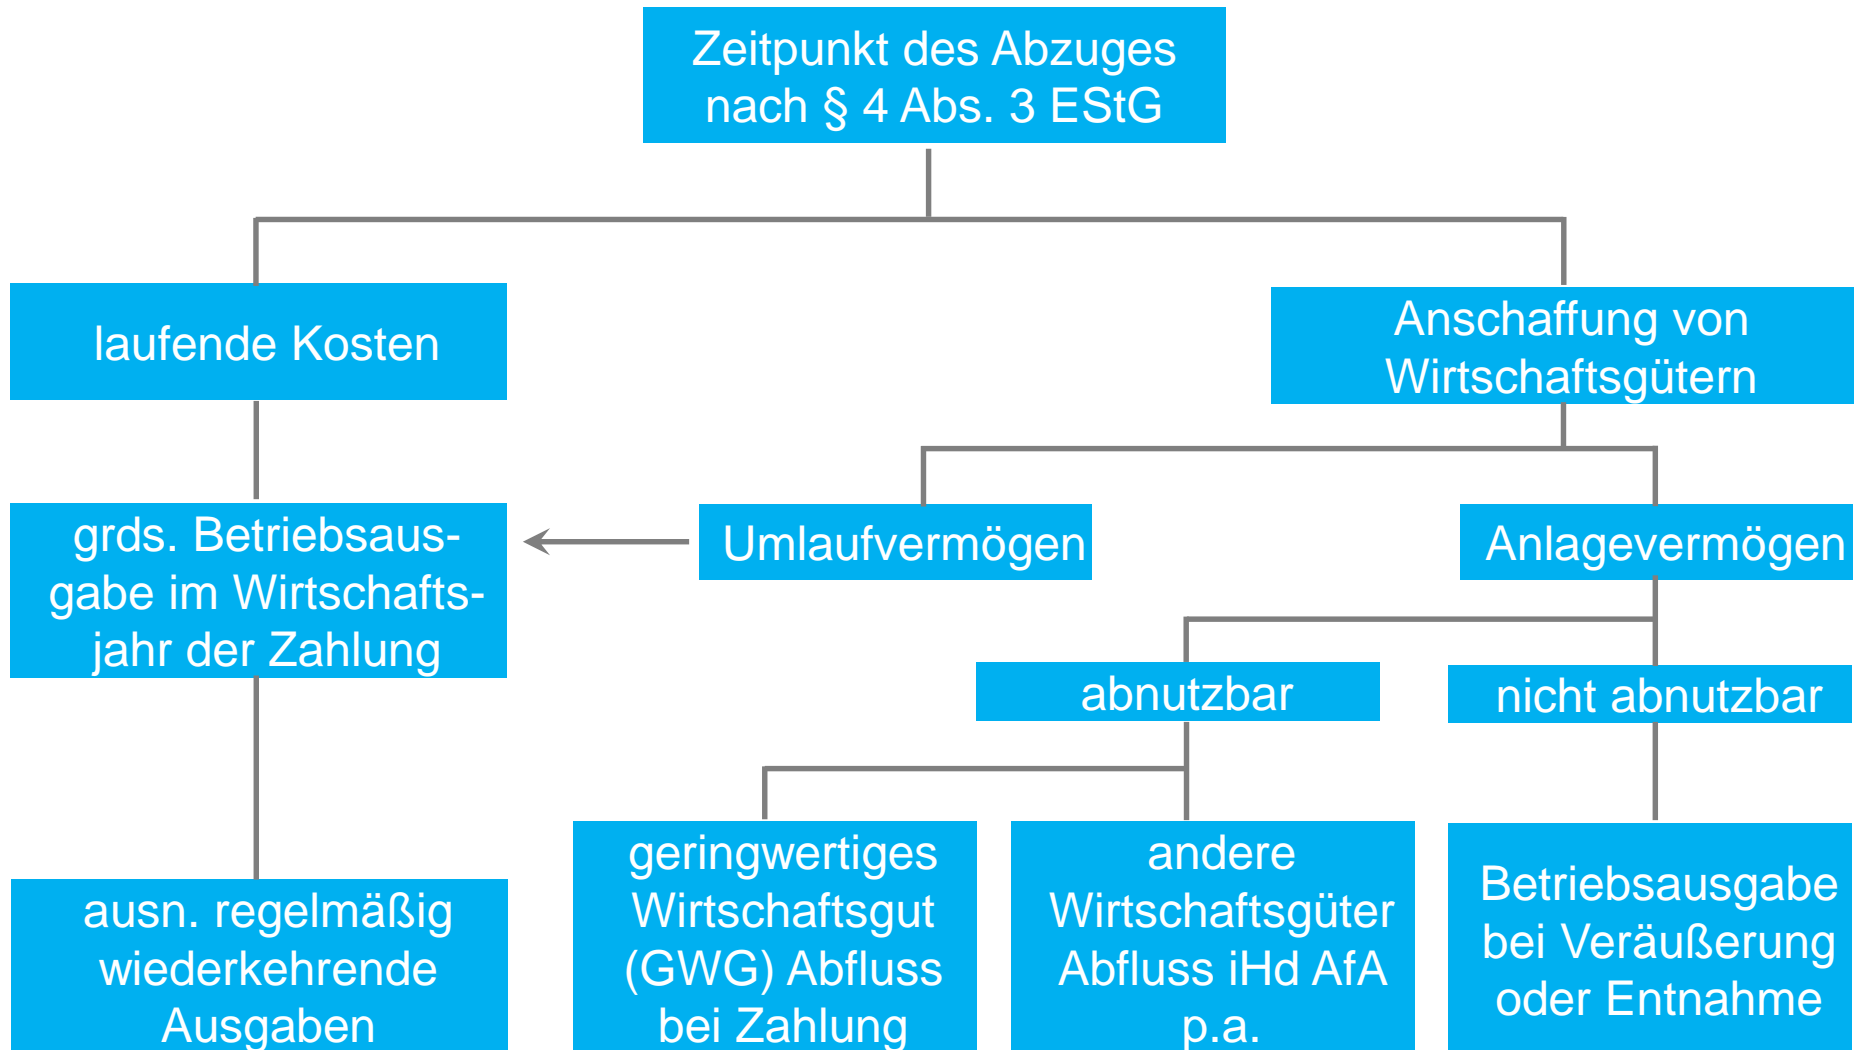 Zeitpunkt des Abzuges
nach § 4 Abs. 3 EStG
laufende Kosten
Anschaffung von
Wirtschaftsgütern
grds. Betriebsaus-
gabe im Wirtschafts-
jahr der Zahlung
Umlaufvermögen
Anlagevermögen
abnutzbar
nicht abnutzbar
ausn. regelmäßig
wiederkehrende
Ausgaben
geringwertiges
Wirtschaftsgut
(GWG) Abfluss
bei Zahlung
andere
Wirtschaftsgüter
Abfluss iHd AfA
p.a.
Betriebsausgabe
bei Veräußerung
oder Entnahme